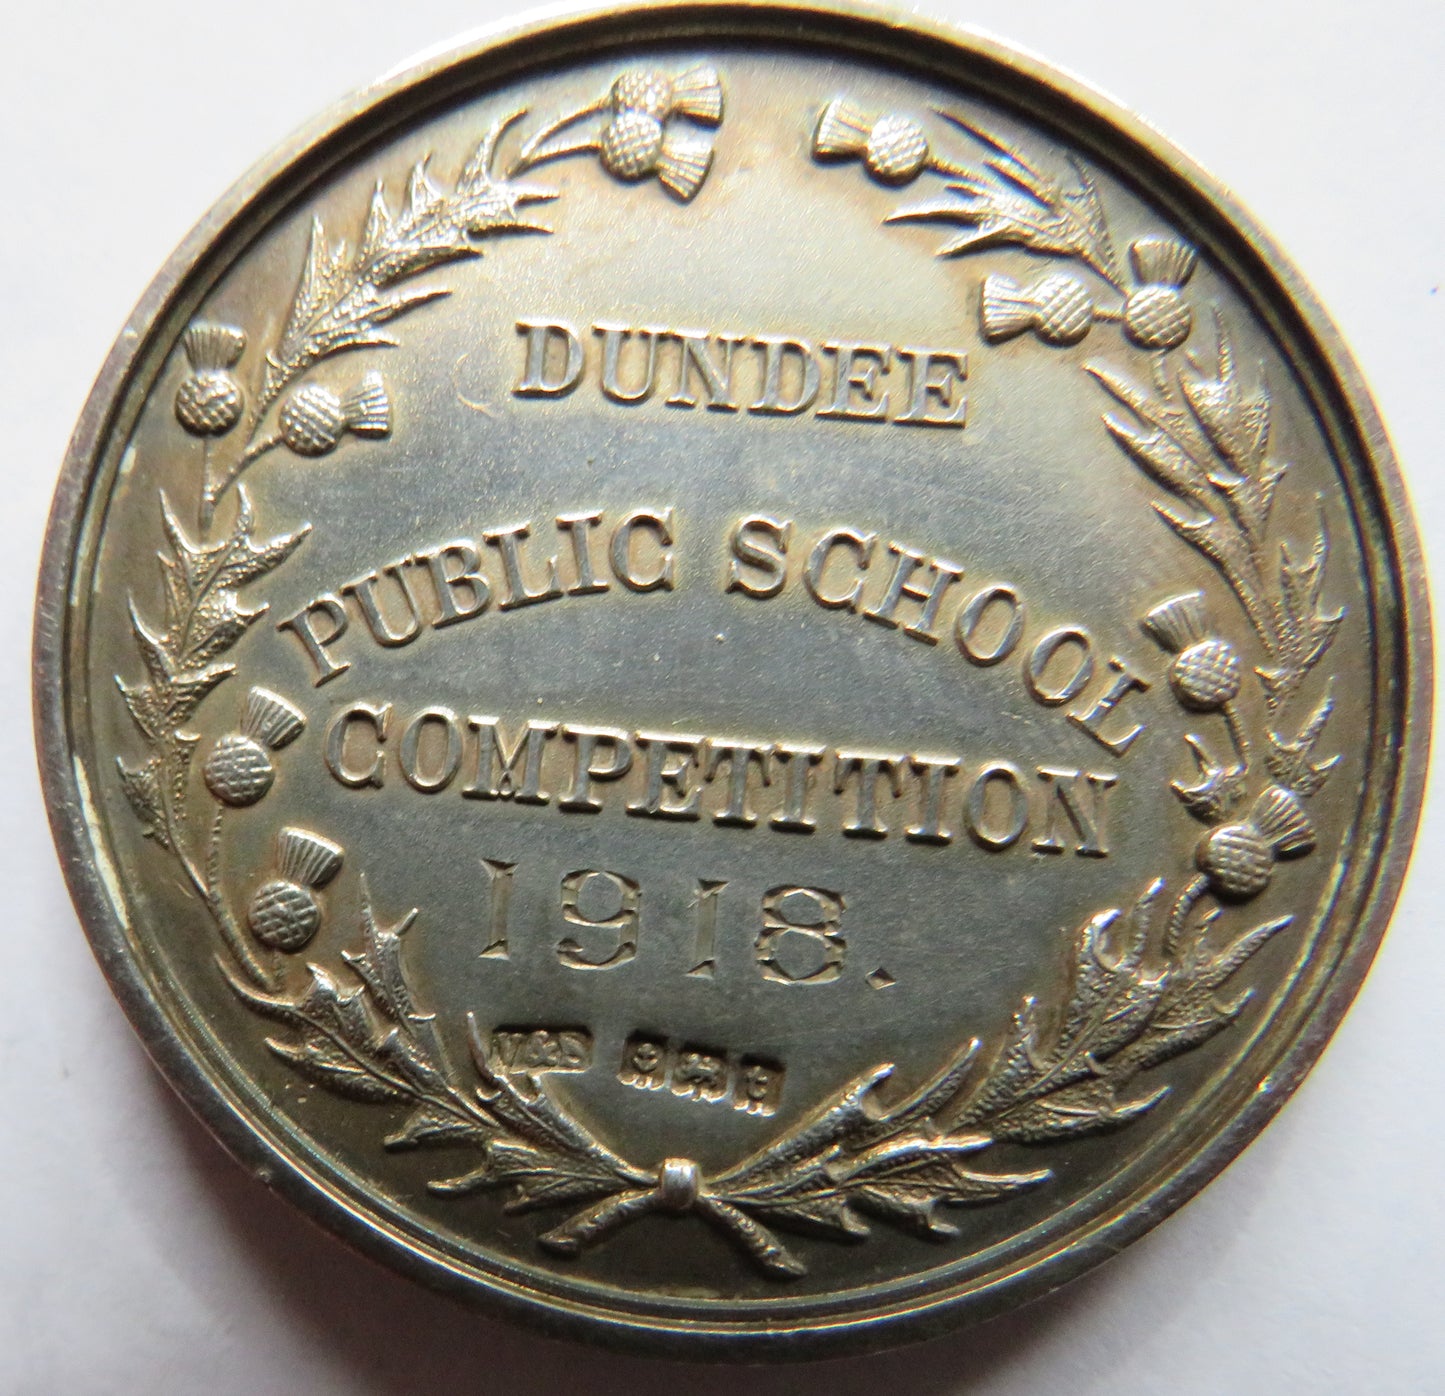 DUNDEE
PUBLIC SCHOOL
COMPETITION
1918.